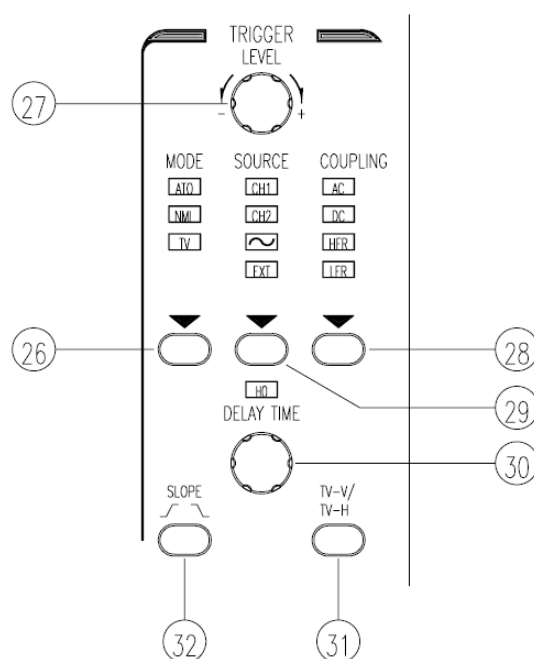 TRIGGER
LEVEL
27
- +
MODE SOURCE COUPLING
ATO CH1 AC
NML CH2 DC
TV HFR
EXT LFR
26
28
29
HO
DELAY TIME
30
SLOPE TV-V/
TV-H
32 31